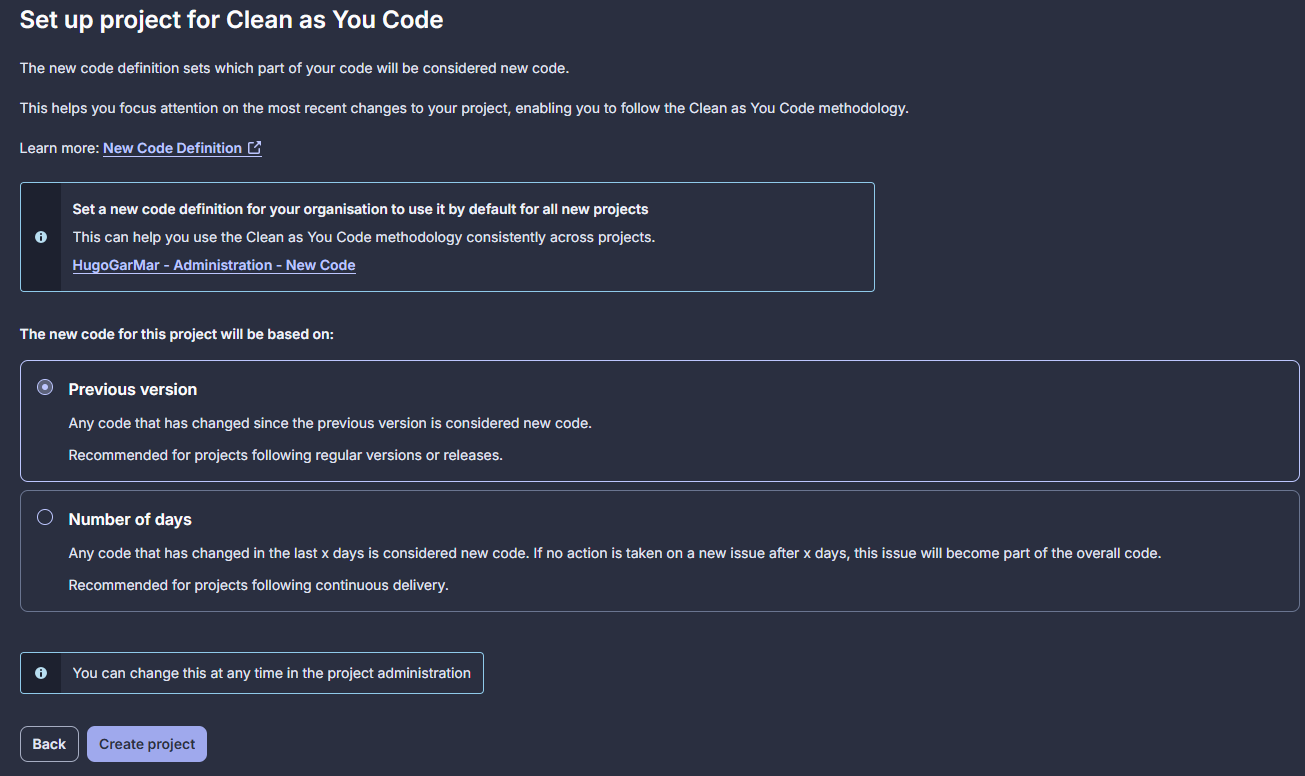 Set up project for Clean as You Code
The new code definition sets which part of your code will be considered new code.
This helps you focus attention on the most recent changes to your project, enabling you to follow the Clean as You Code methodology.
Learn more: New Code Definition
Set a new code definition for your organisation to use it by default for all new projects
This can help you use the Clean as You Code methodology consistently across projects.
HugoGarMar - Administration - New Code
The new code for this project will be based on:
Previous version
Any code that has changed since the previous version is considered new code.
Recommended for projects following regular versions or releases.
Number of days
Any code that has changed in the last x days is considered new code. If no action is taken on a new issue after x days, this issue will become part of the overall code.
Recommended for projects following continuous delivery.
You can change this at any time in the project administration
Back
Create project